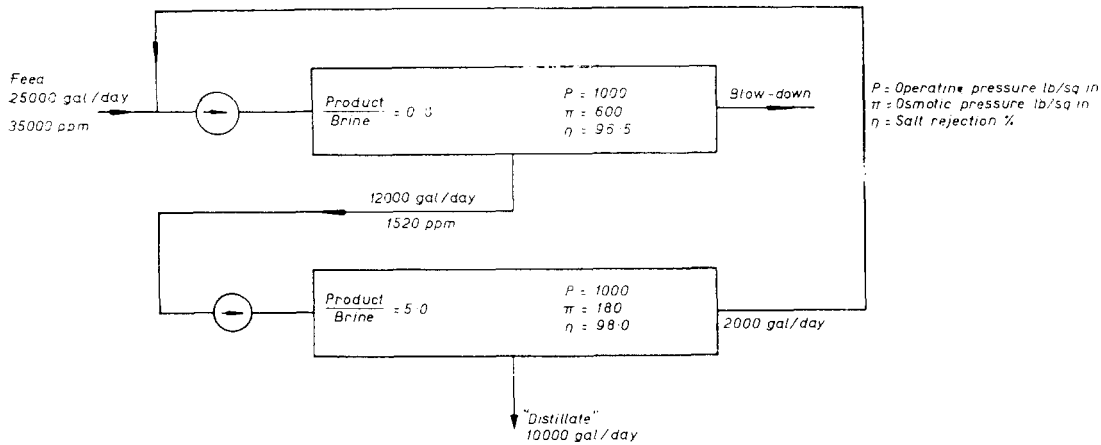 Feed
25000 gal/day
35000 ppm
Product
Brine
P = 1000
π = 600
η = 96·5
Blow-down
P = Operating pressure lb/sq in
π = Osmotic pressure lb/sq in
η = Salt rejection %
12000 gal/day
1520 ppm
Product
Brine
= 5·0
P = 1000
π = 180
η = 98·0
2000 gal/day
"Distillate"
10000 gal/day